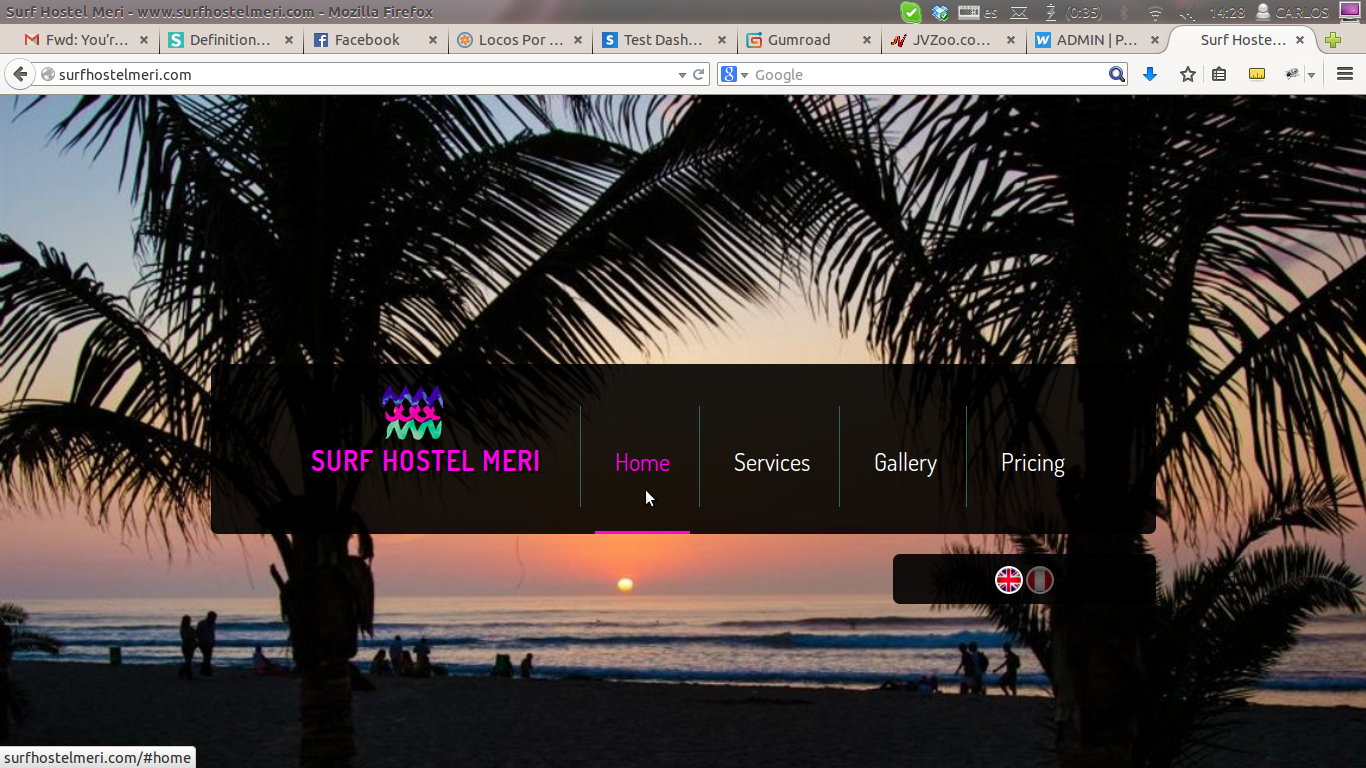 Surf Hostel Meri - www.surfhostelmeri.com - Mozilla Firefox
es (0:35) 14:28 CARLOS
Fwd: You'r... Definition... Facebook Locos Por ... Test Dash... Gumroad JVZoo.co... ADMIN | P... Surf Hoste...
surfhostelmeri.com Google
SURF HOSTEL MERI
Home Services Gallery Pricing
surfhostelmeri.com/#home